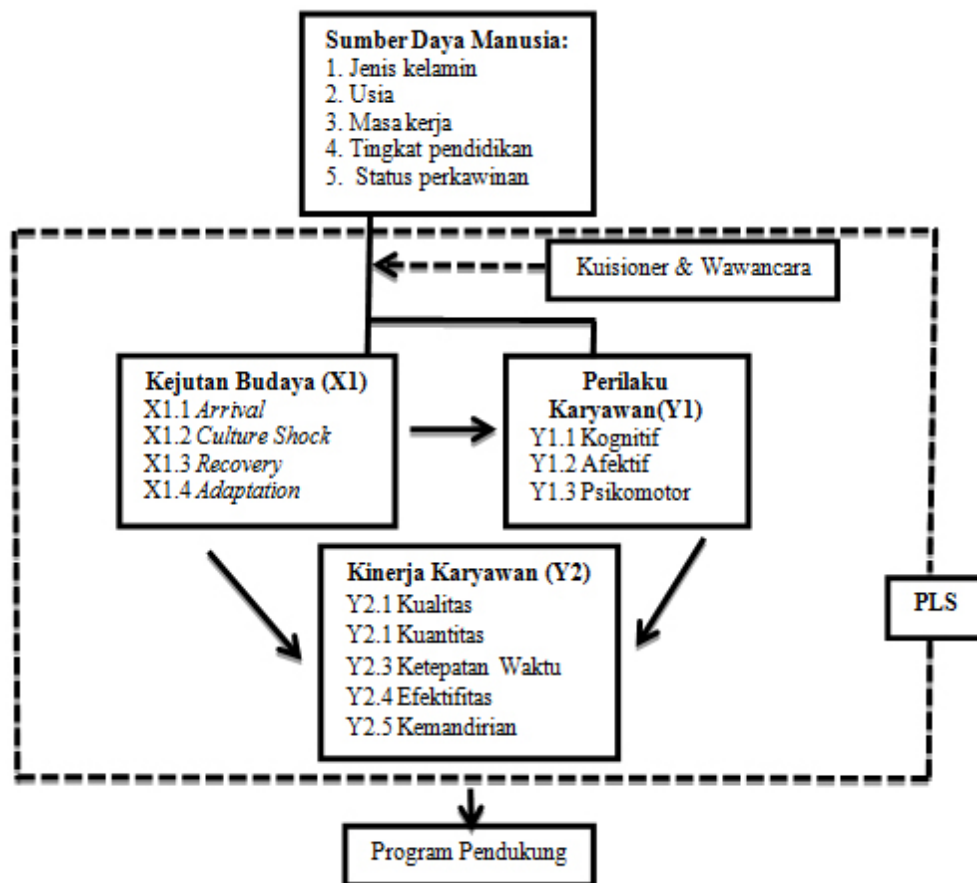 Sumber Daya Manusia:
1. Jenis kelamin
2. Usia
3. Masa kerja
4. Tingkat pendidikan
5. Status perkawinan
Kuisioner & Wawancara
Kejutan Budaya (X1)
X1.1 Arrival
X1.2 Culture Shock
X1.3 Recovery
X1.4 Adaptation
Perilaku
Karyawan(Y1)
Y1.1 Kognitif
Y1.2 Afektif
Y1.3 Psikomotor
Kinerja Karyawan (Y2)
Y2.1 Kualitas
Y2.1 Kuantitas
Y2.3 Ketepatan Waktu
Y2.4 Efektifitas
Y2.5 Kemandirian
PLS
Program Pendukung